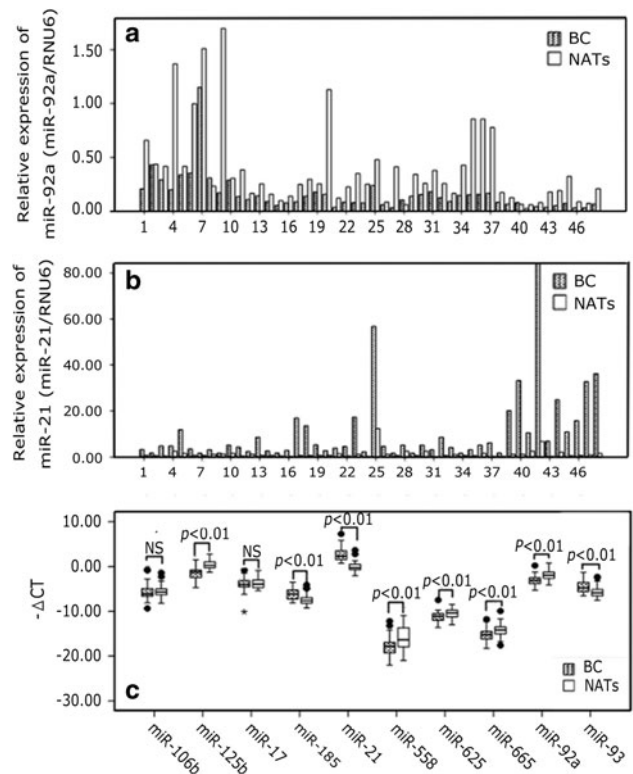 a
BC
NATs
Relative expression of
miR-92a (miR-92a/RNU6)
1.50
1.00
0.50
0.00
1 4 7 10 13 16 19 22 25 28 31 34 37 40 43 46
b
BC
NATs
Relative expression of
miR-21 (miR-21/RNU6)
80.00
60.00
40.00
20.00
0.00
1 4 7 10 13 16 19 22 25 28 31 34 37 40 43 46
10.00
0.00
-10.00
-20.00
-30.00
-ΔCT
NS
p<0.01
NS
p<0.01
p<0.01
p<0.01
p<0.01
p<0.01
p<0.01
p<0.01
c
BC
NATs
miR-106b
miR-125b
miR-17
miR-185
miR-21
miR-558
miR-625
miR-665
miR-92a
miR-93